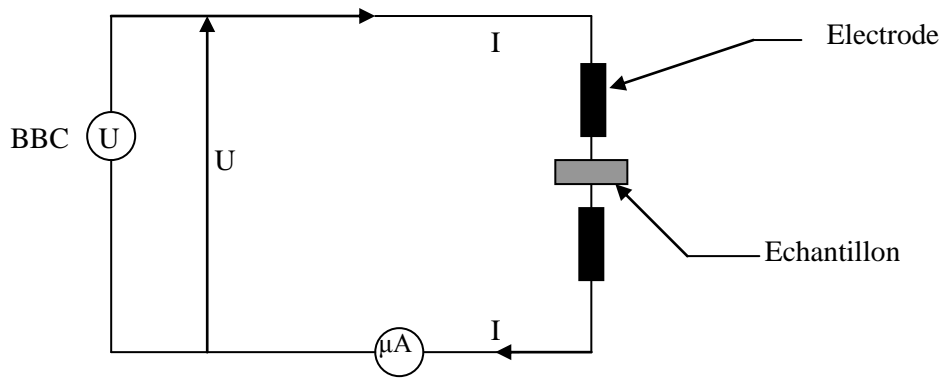 Electrode
I
BBC U
U
Echantillon
I
µA